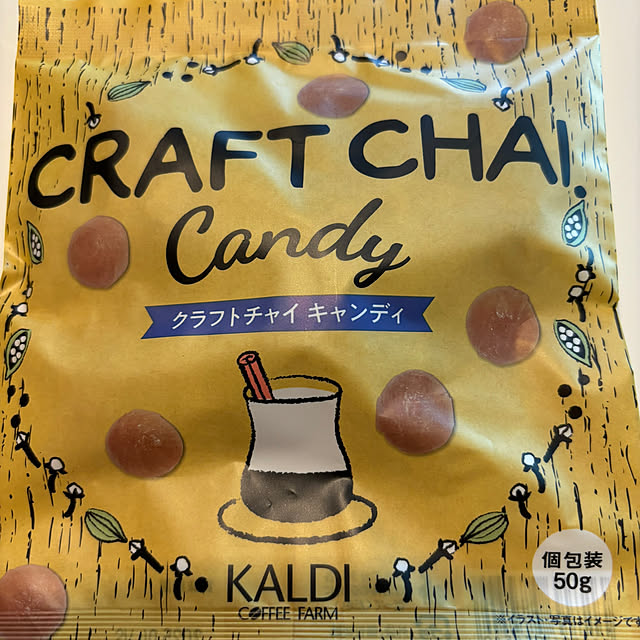 CRAFT CHAI
Candy
クラフトチャイ キャンディ
KALDI
COFFEE FARM
個包装
50g
※イラスト・写真はイメージです